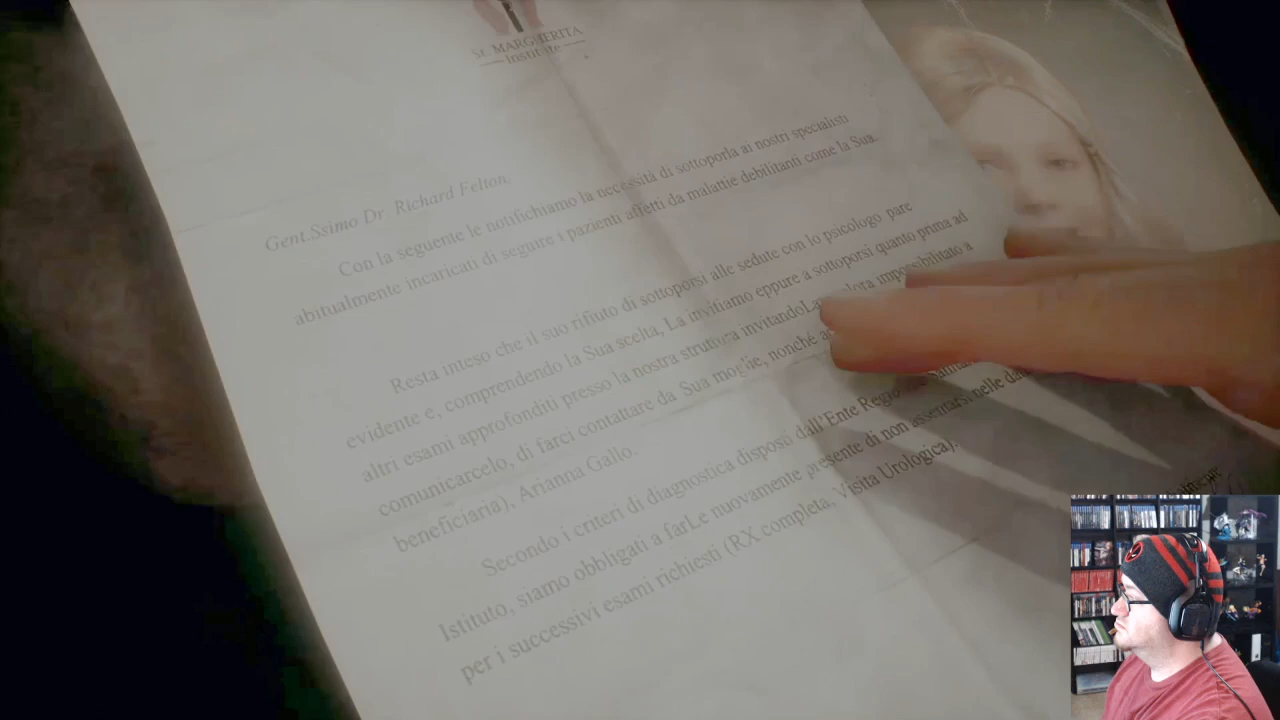 St. MARGHERITA
Institute
Gent.Ssimo Dr Richard Felton,
Con la seguente le notifichiamo la necessità di sottoporla ai nostri specialisti
abitualmente incaricati di seguire i pazienti affetti da malattie debilitanti come la Sua.
Resta inteso che il suo rifiuto di sottoporsi alle sedute con lo psicologo pare
evidente e, comprendendo la Sua scelta, La invitiamo eppure a sottoporsi quanto prima ad
altri esami approfonditi presso la nostra struttura invitandoLa, impossibilitato a
comunicarcelo, di farci contattare da Sua moglie, nonché
beneficiaria), Arianna Gallo.
Secondo i criteri di diagnostica disposti dall'Ente
Istituto, siamo obbligati a farLe nuovamente presente di non assentarsi nelle
per i successivi esami richiesti (RX completa, Visita Urologica).